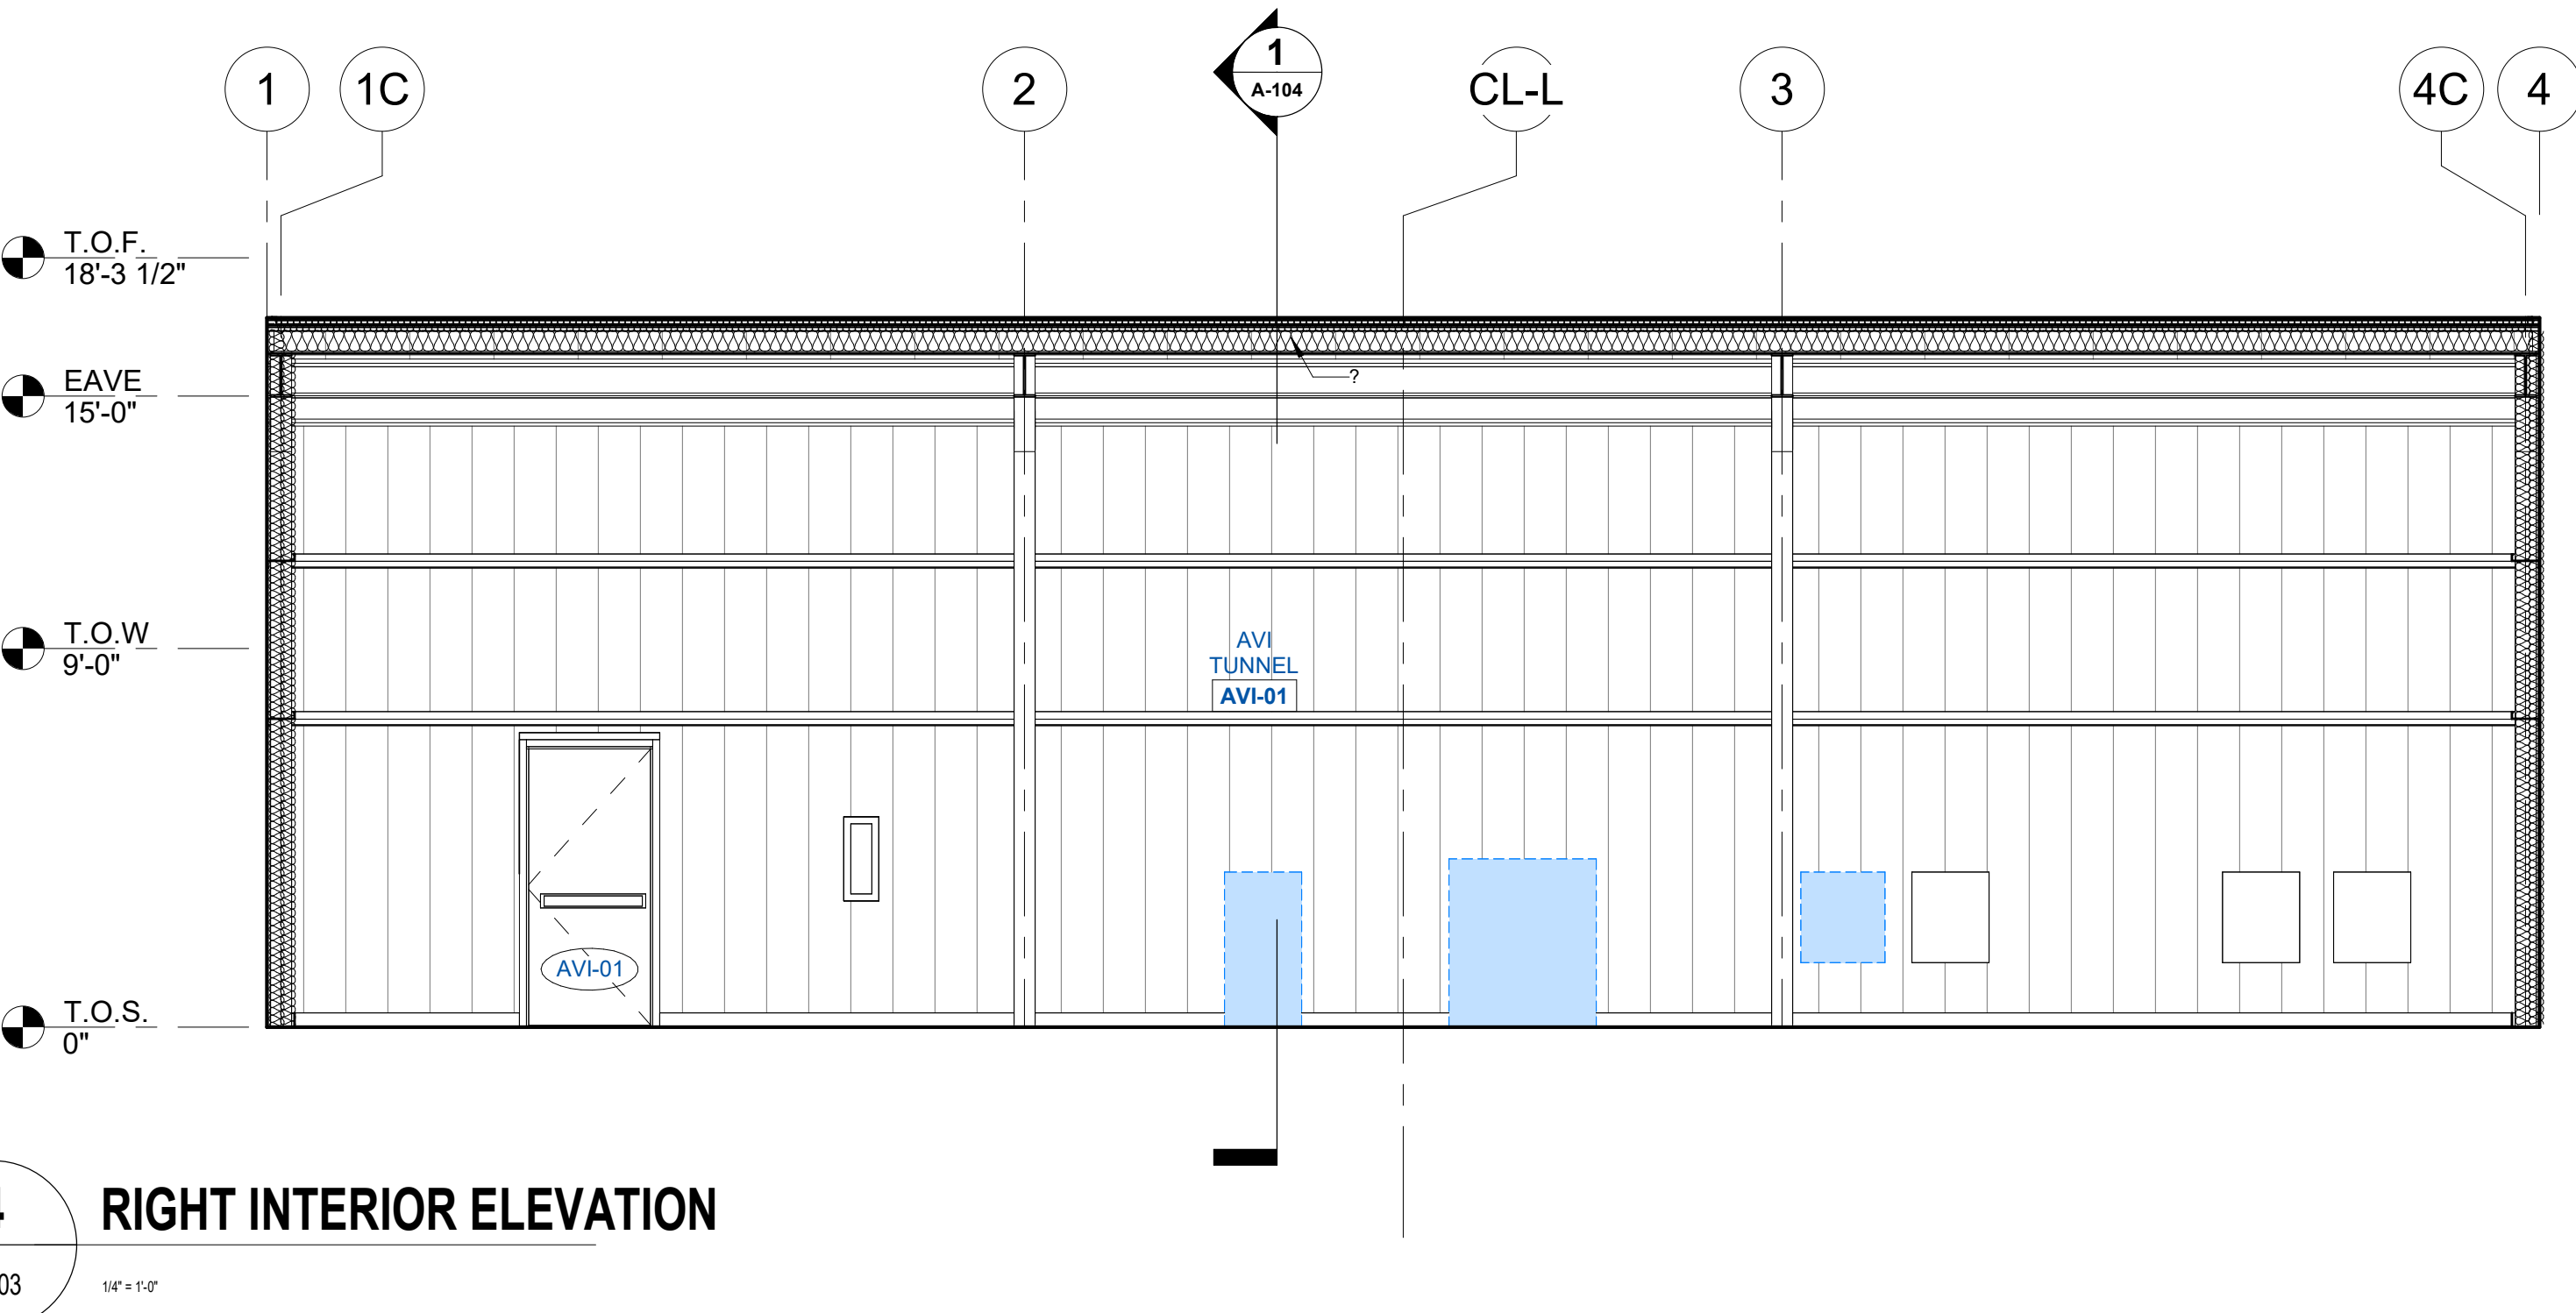 1
1C
2
1
A-104
CL-L
3
4C
4
T.O.F.
18'-3 1/2"
EAVE
15'-0"
?
T.O.W
9'-0"
AVI
TUNNEL
AVI-01
AVI-01
T.O.S.
0"
RIGHT INTERIOR ELEVATION
03
1/4" = 1'-0"